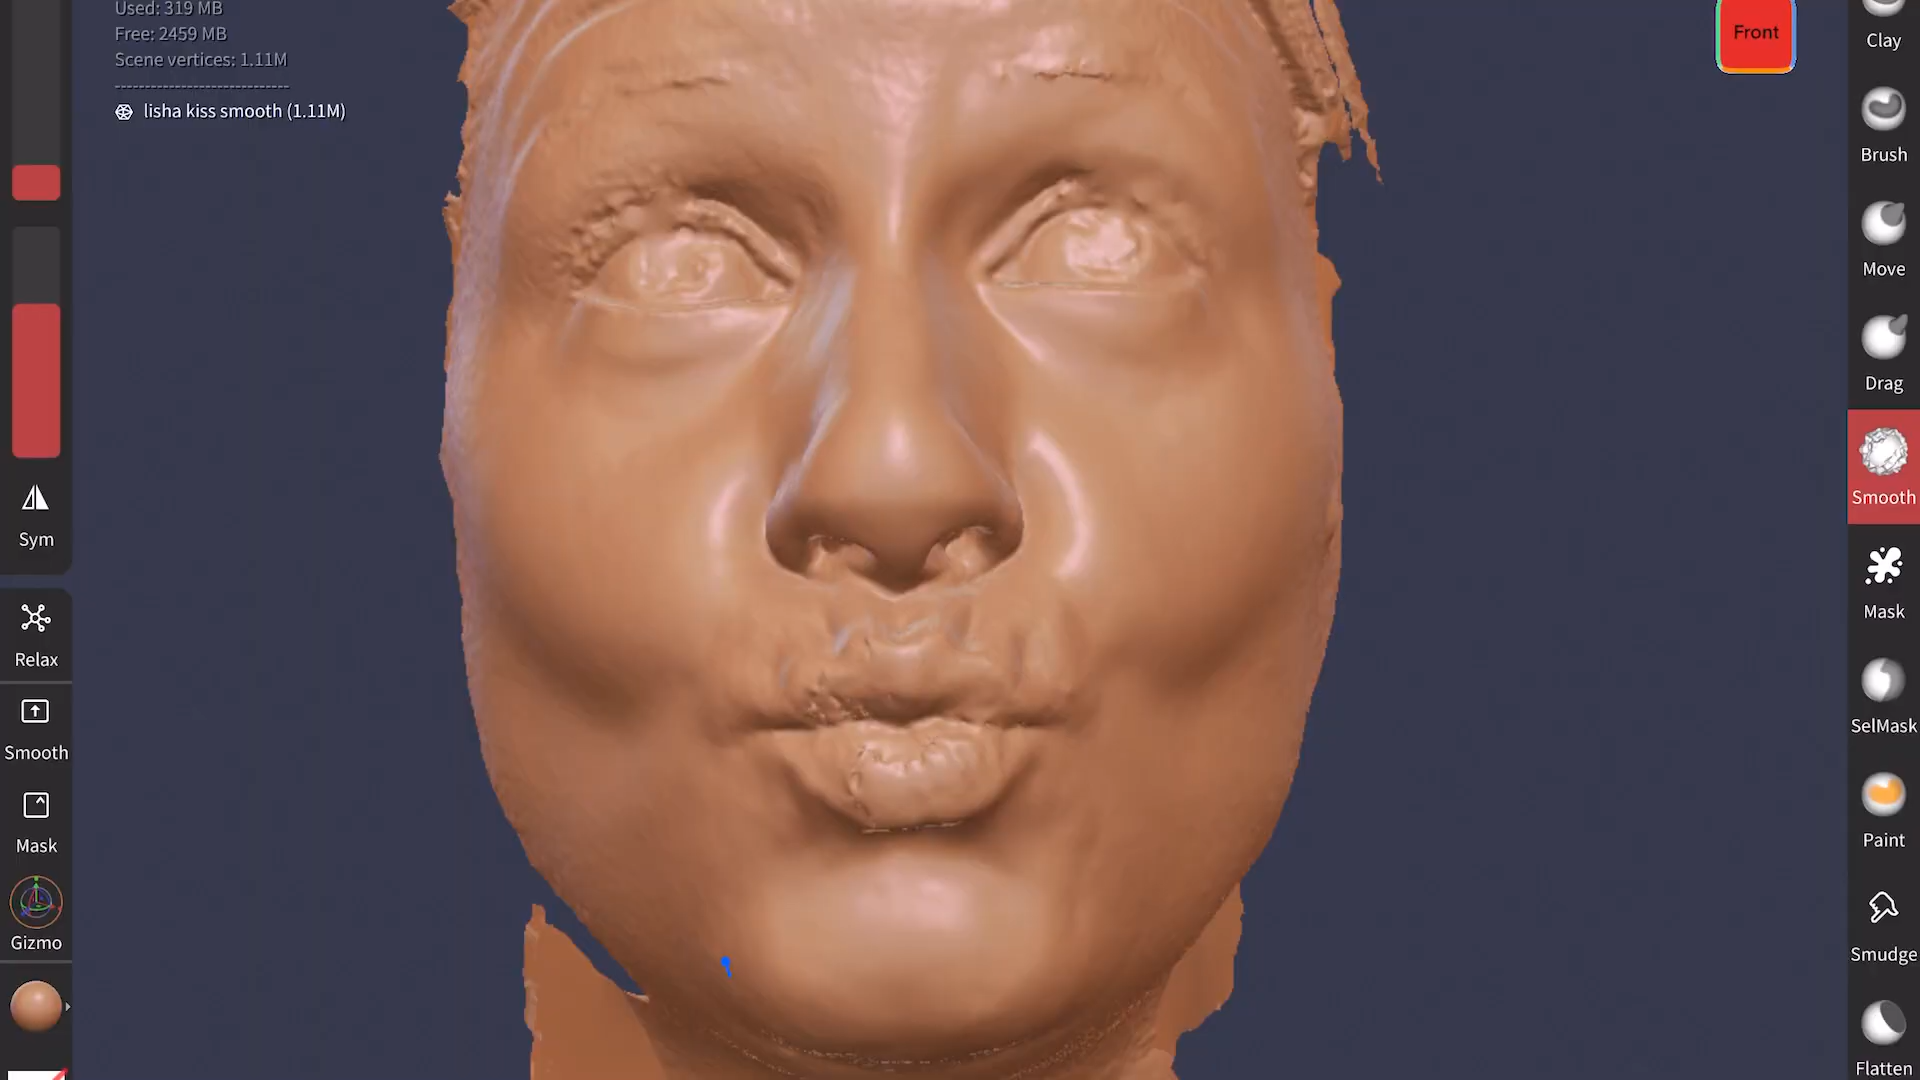 Used: 319 MB
Free: 2459 MB
Scene vertices: 1.11M
-----------------------------
lisha kiss smooth (1.11M)
Sym
Relax
Smooth
Mask
Gizmo
Front
Clay
Brush
Move
Drag
Smooth
Mask
SelMask
Paint
Smudge
Flatten